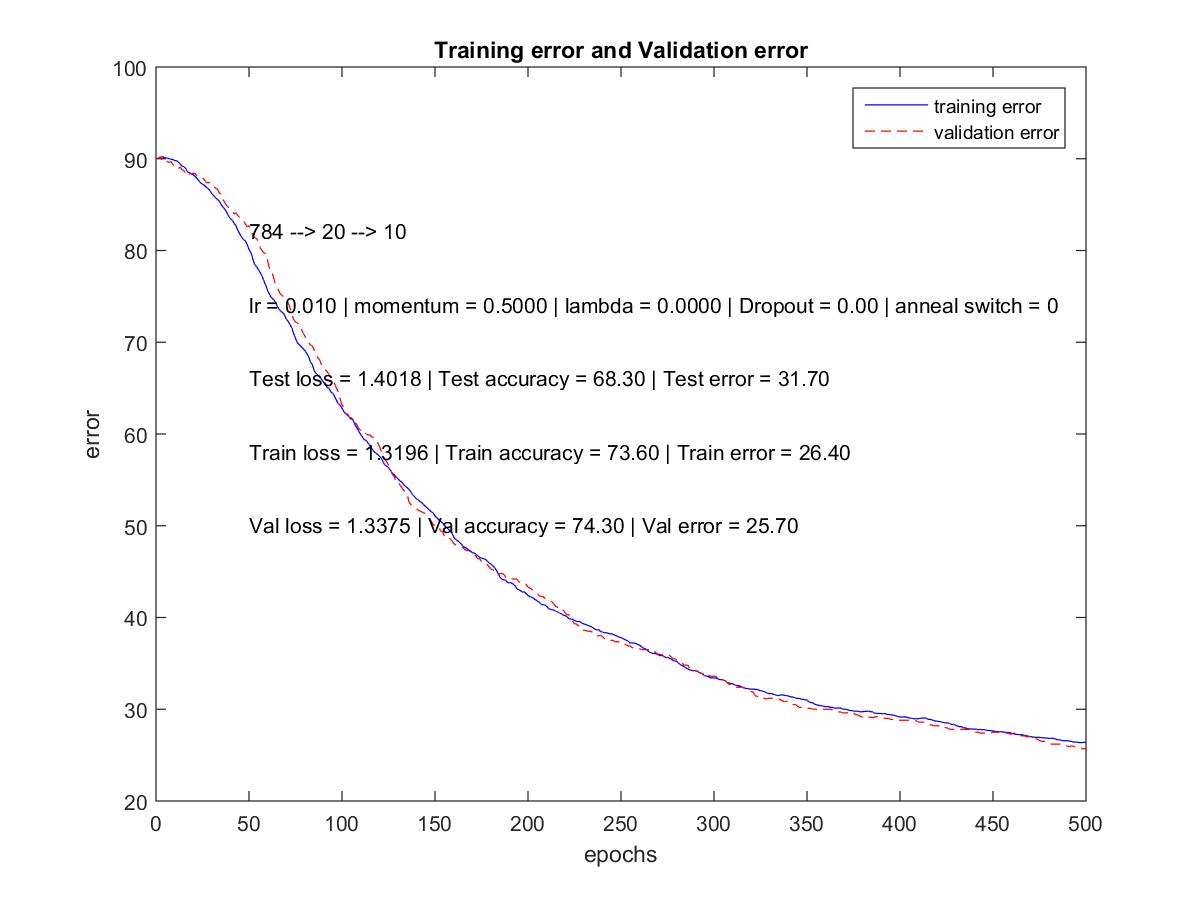 Training error and Validation error
100
training error
validation error
90
784 --> 20 --> 10
80
lr = 0.010 | momentum = 0.5000 | lambda = 0.0000 | Dropout = 0.00 | anneal switch = 0
70
Test loss = 1.4018 | Test accuracy = 68.30 | Test error = 31.70
60
Train loss = 1.3196 | Train accuracy = 73.60 | Train error = 26.40
error
50
Val loss = 1.3375 | Val accuracy = 74.30 | Val error = 25.70
40
30
20
0 50 100 150 200 250 300 350 400 450 500
epochs